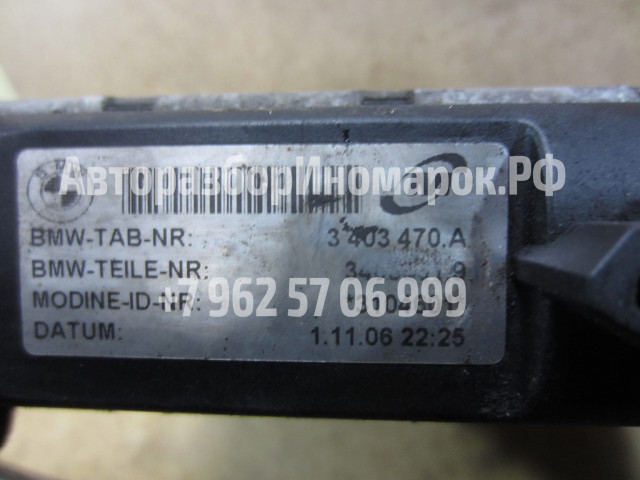 BMW
АвторазборИномарок.РФ
BMW-TAB-NR: 3 403 470.A
BMW-TEILE-NR:
MODINE-ID-NR:
+7 962 57 06 999
DATUM: 1.11.06 22:25